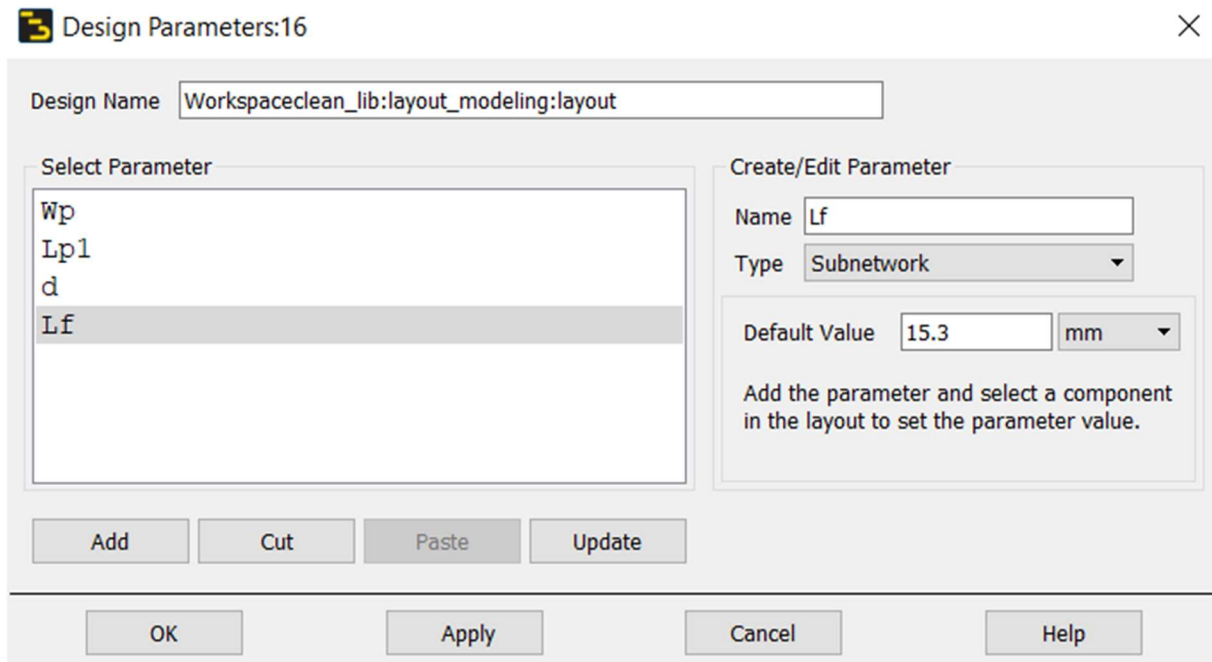 Design Parameters:16
Design Name Workspaceclean_lib:layout_modeling:layout
Select Parameter
Wp
Lp1
d
Lf
Create/Edit Parameter
Name Lf
Type Subnetwork
Default Value 15.3 mm
Add the parameter and select a component
in the layout to set the parameter value.
Add Cut Paste Update
OK Apply Cancel Help